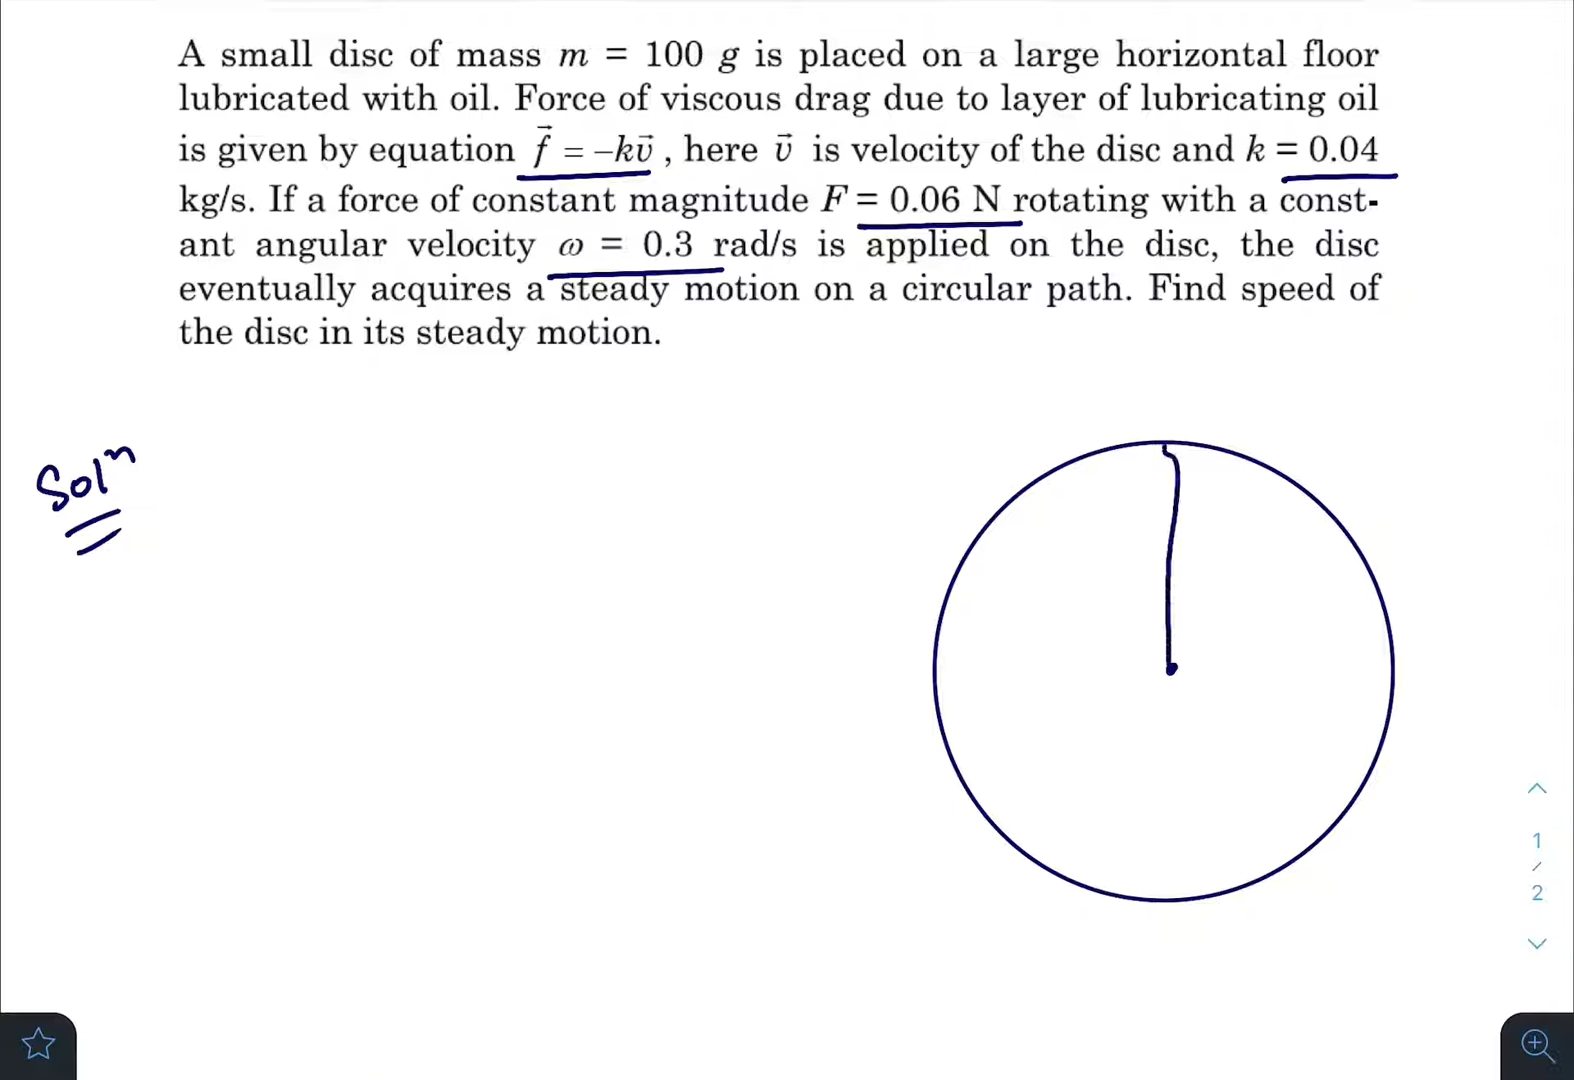 A small disc of mass m = 100 g is placed on a large horizontal floor
lubricated with oil. Force of viscous drag due to layer of lubricating oil
is given by equation f⃗ = −kv⃗ , here v⃗ is velocity of the disc and k = 0.04
kg/s. If a force of constant magnitude F = 0.06 N rotating with a const-
ant angular velocity ω = 0.3 rad/s is applied on the disc, the disc
eventually acquires a steady motion on a circular path. Find speed of
the disc in its steady motion.
Solⁿ
1
/
2